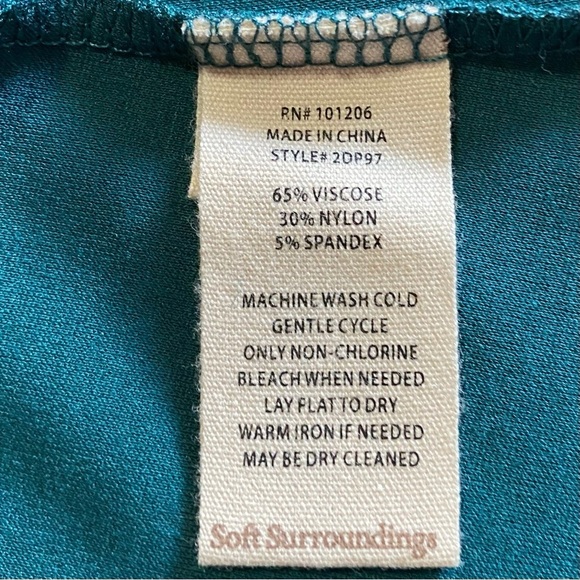 RN# 101206
MADE IN CHINA
STYLE# 2DP97
65% VISCOSE
30% NYLON
5% SPANDEX
MACHINE WASH COLD
GENTLE CYCLE
ONLY NON-CHLORINE
BLEACH WHEN NEEDED
LAY FLAT TO DRY
WARM IRON IF NEEDED
MAY BE DRY CLEANED
Soft Surroundings